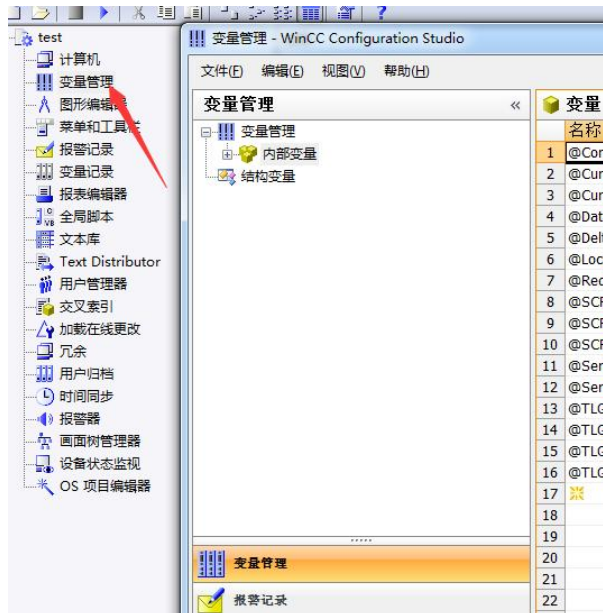 test
计算机
变量管理
图形编辑器
菜单和工具栏
报警记录
变量记录
报表编辑器
全局脚本
文本库
Text Distributor
用户管理器
交叉索引
加载在线更改
冗余
用户归档
时间同步
报警器
画面树管理器
设备状态监视
OS 项目编辑器
变量管理 - WinCC Configuration Studio
文件(F) 编辑(E) 视图(V) 帮助(H)
变量管理 «
变量管理
内部变量
结构变量
变量管理
报警记录
变量
名称
1 @Cor
2 @Cur
3 @Cur
4 @Dat
5 @Delt
6 @Loc
7 @Rec
8 @SCR
9 @SCR
10 @SCR
11 @Ser
12 @Ser
13 @TLG
14 @TLG
15 @TLG
16 @TLG
17
18
19
20
21
22